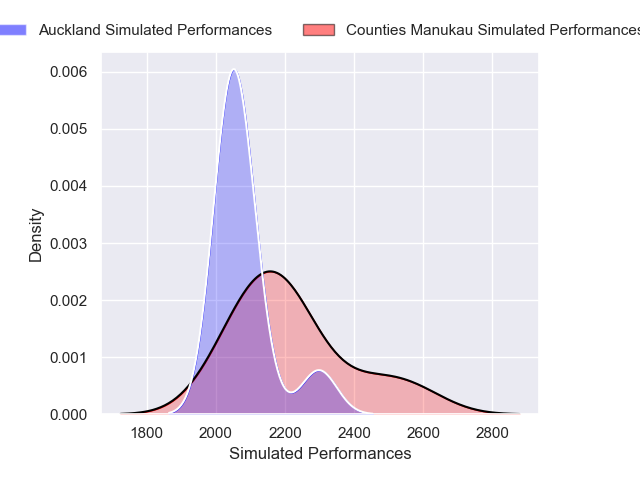 Auckland Simulated Performances
Counties Manukau Simulated Performances
0.006
0.005
0.004
0.003
0.002
0.001
0.000
Density
1800 2000 2200 2400 2600 2800
Simulated Performances